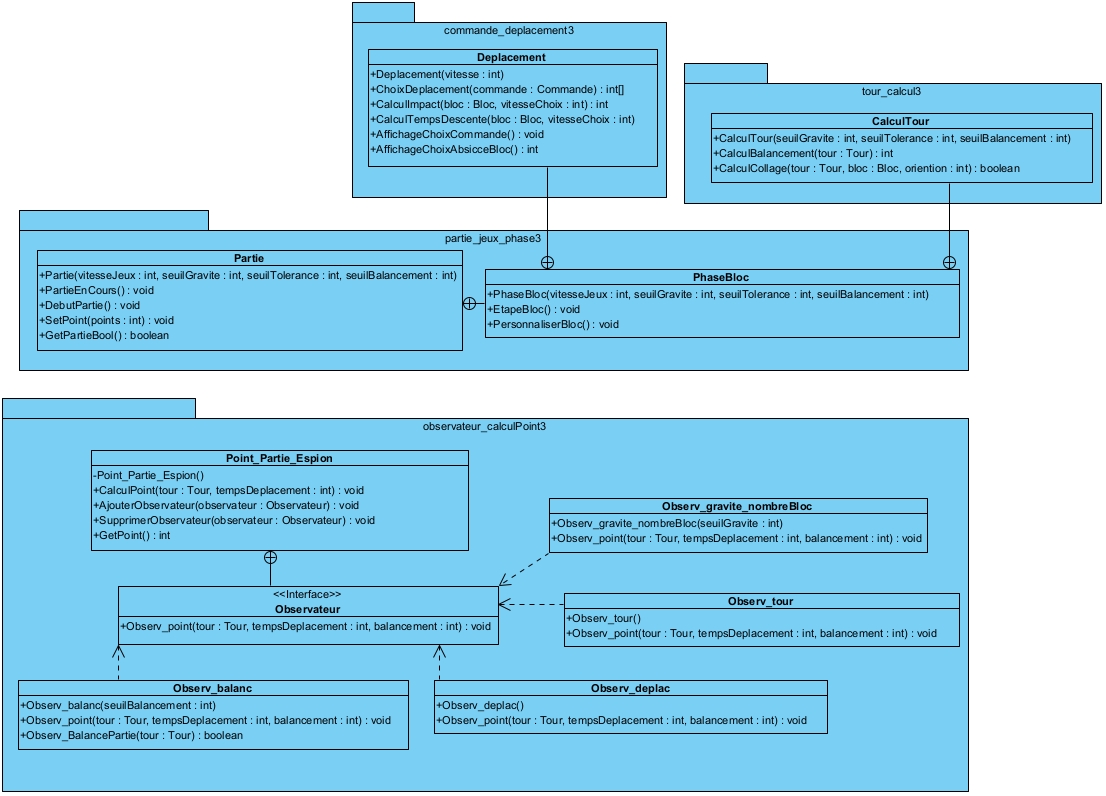 commande_deplacement3
Deplacement
+Deplacement(vitesse : int)
+ChoixDeplacement(commande : Commande) : int[]
+CalculImpact(bloc : Bloc, vitesseChoix : int) : int
+CalculTempsDescente(bloc : Bloc, vitesseChoix : int)
+AffichageChoixCommande() : void
+AffichageChoixAbsicceBloc() : int
tour_calcul3
CalculTour
+CalculTour(seuilGravite : int, seuilTolerance : int, seuilBalancement : int)
+CalculBalancement(tour : Tour) : int
+CalculCollage(tour : Tour, bloc : Bloc, oriention : int) : boolean
partie_jeux_phase3
Partie
+Partie(vitesseJeux : int, seuilGravite : int, seuilTolerance : int, seuilBalancement : int)
+PartieEnCours() : void
+DebutPartie() : void
+SetPoint(points : int) : void
+GetPartieBool() : boolean
PhaseBloc
+PhaseBloc(vitesseJeux : int, seuilGravite : int, seuilTolerance : int, seuilBalancement : int)
+EtapeBloc() : void
+PersonnaliserBloc() : void
observateur_calculPoint3
Point_Partie_Espion
-Point_Partie_Espion()
+CalculPoint(tour : Tour, tempsDeplacement : int) : void
+AjouterObservateur(observateur : Observateur) : void
+SupprimerObservateur(observateur : Observateur) : void
+GetPoint() : int
Observ_gravite_nombreBloc
+Observ_gravite_nombreBloc(seuilGravite : int)
+Observ_point(tour : Tour, tempsDeplacement : int, balancement : int) : void
<<Interface>>
Observateur
+Observ_point(tour : Tour, tempsDeplacement : int, balancement : int) : void
Observ_tour
+Observ_tour()
+Observ_point(tour : Tour, tempsDeplacement : int, balancement : int) : void
Observ_balanc
+Observ_balanc(seuilBalancement : int)
+Observ_point(tour : Tour, tempsDeplacement : int, balancement : int) : void
+Observ_BalancePartie(tour : Tour) : boolean
Observ_deplac
+Observ_deplac()
+Observ_point(tour : Tour, tempsDeplacement : int, balancement : int) : void